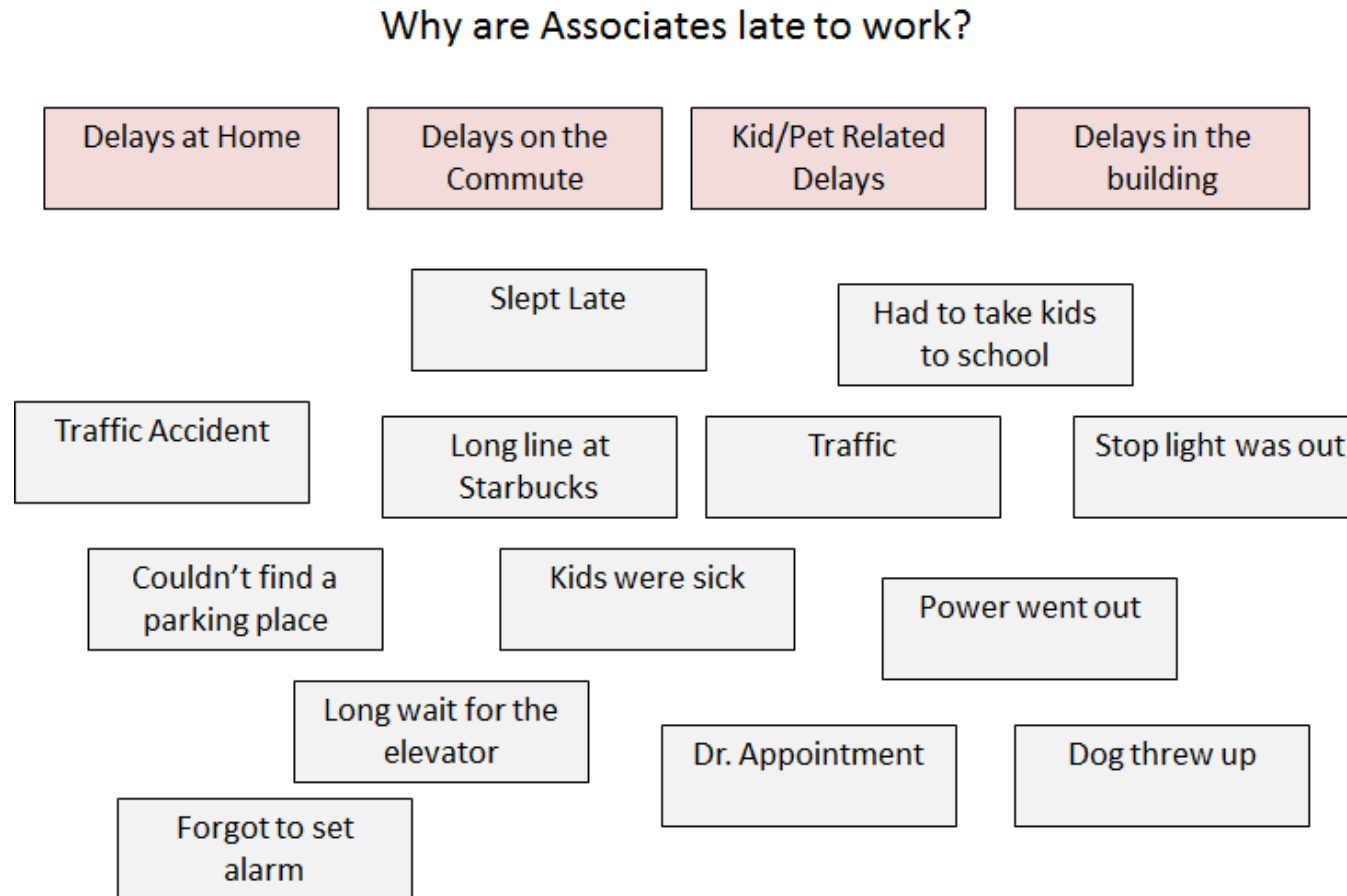 Why are Associates late to work?
Delays at Home
Delays on the
Commute
Kid/Pet Related
Delays
Delays in the
building
Slept Late
Had to take kids
to school
Traffic Accident
Long line at
Starbucks
Traffic
Stop light was out
Couldn’t find a
parking place
Kids were sick
Power went out
Long wait for the
elevator
Dr. Appointment
Dog threw up
Forgot to set
alarm